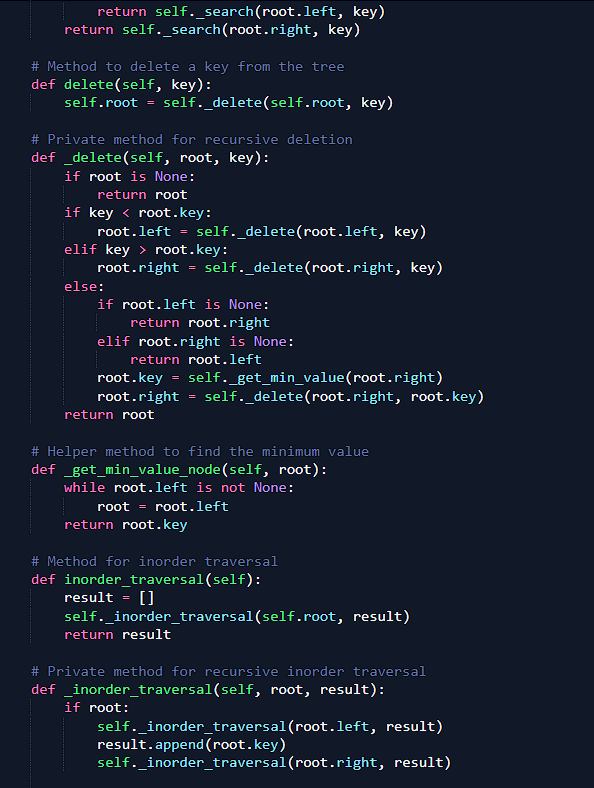 return self._search(root.left, key)
    return self._search(root.right, key)

# Method to delete a key from the tree
def delete(self, key):
    self.root = self._delete(self.root, key)

# Private method for recursive deletion
def _delete(self, root, key):
    if root is None:
        return root
    if key < root.key:
        root.left = self._delete(root.left, key)
    elif key > root.key:
        root.right = self._delete(root.right, key)
    else:
        if root.left is None:
            return root.right
        elif root.right is None:
            return root.left
        root.key = self._get_min_value(root.right)
        root.right = self._delete(root.right, root.key)
    return root

# Helper method to find the minimum value
def _get_min_value_node(self, root):
    while root.left is not None:
        root = root.left
    return root.key

# Method for inorder traversal
def inorder_traversal(self):
    result = []
    self._inorder_traversal(self.root, result)
    return result

# Private method for recursive inorder traversal
def _inorder_traversal(self, root, result):
    if root:
        self._inorder_traversal(root.left, result)
        result.append(root.key)
        self._inorder_traversal(root.right, result)